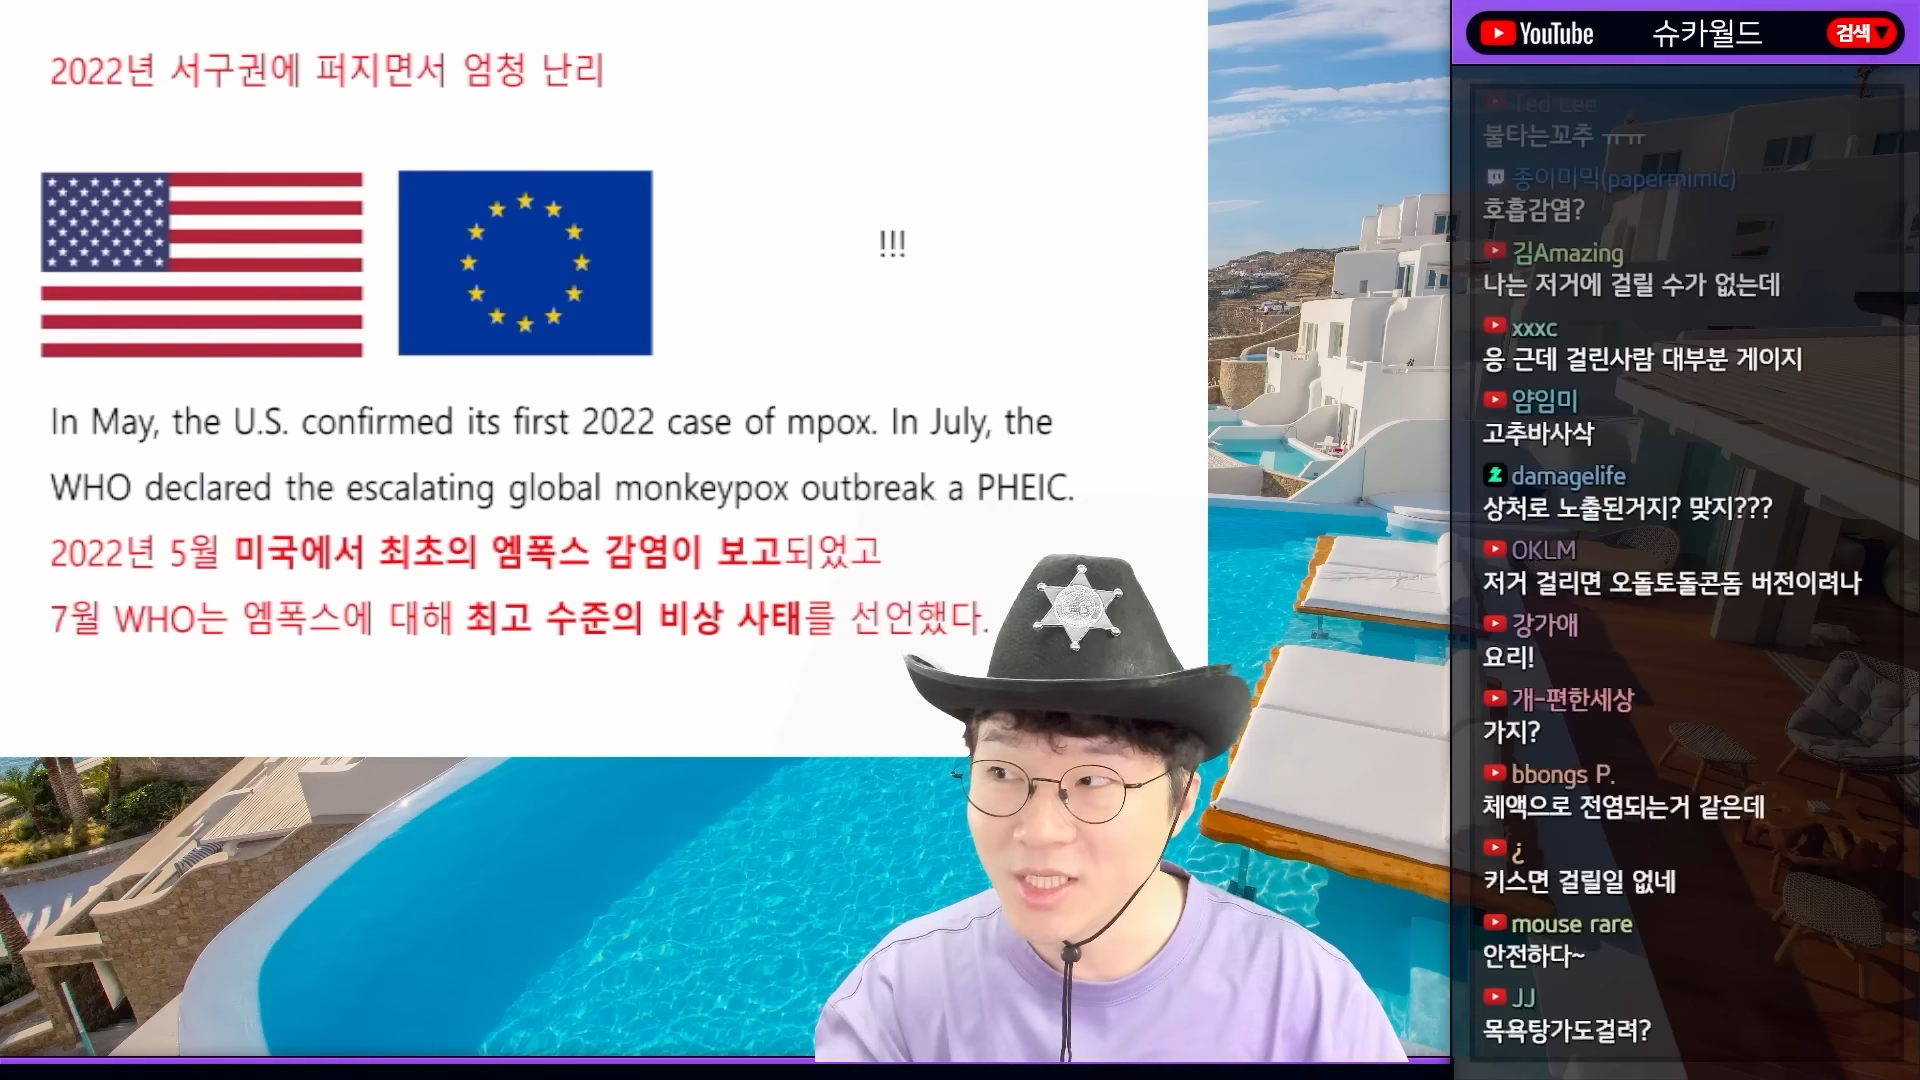 2022년 서구권에 퍼지면서 엄청 난리
!!!
In May, the U.S. confirmed its first 2022 case of mpox. In July, the
WHO declared the escalating global monkeypox outbreak a PHEIC.
2022년 5월 미국에서 최초의 엠폭스 감염이 보고되었고
7월 WHO는 엠폭스에 대해 최고 수준의 비상 사태를 선언했다.
YouTube 슈카월드 검색
Ted Lee
불타는꼬추 ㅠㅠ
종이미믹(papermimic)
호흡감염?
김Amazing
나는 저거에 걸릴 수가 없는데
xxxc
응 근데 걸린사람 대부분 게이지
얌임미
고추바사삭
damagelife
상처로 노출된거지? 맞지???
OKLM
저거 걸리면 오돌토돌콘돔 버전이려나
강가애
요리!
개-편한세상
가지?
bbongs P.
체액으로 전염되는거 같은데
¿
키스면 걸릴일 없네
mouse rare
안전하다~
JJ
목욕탕가도걸려?